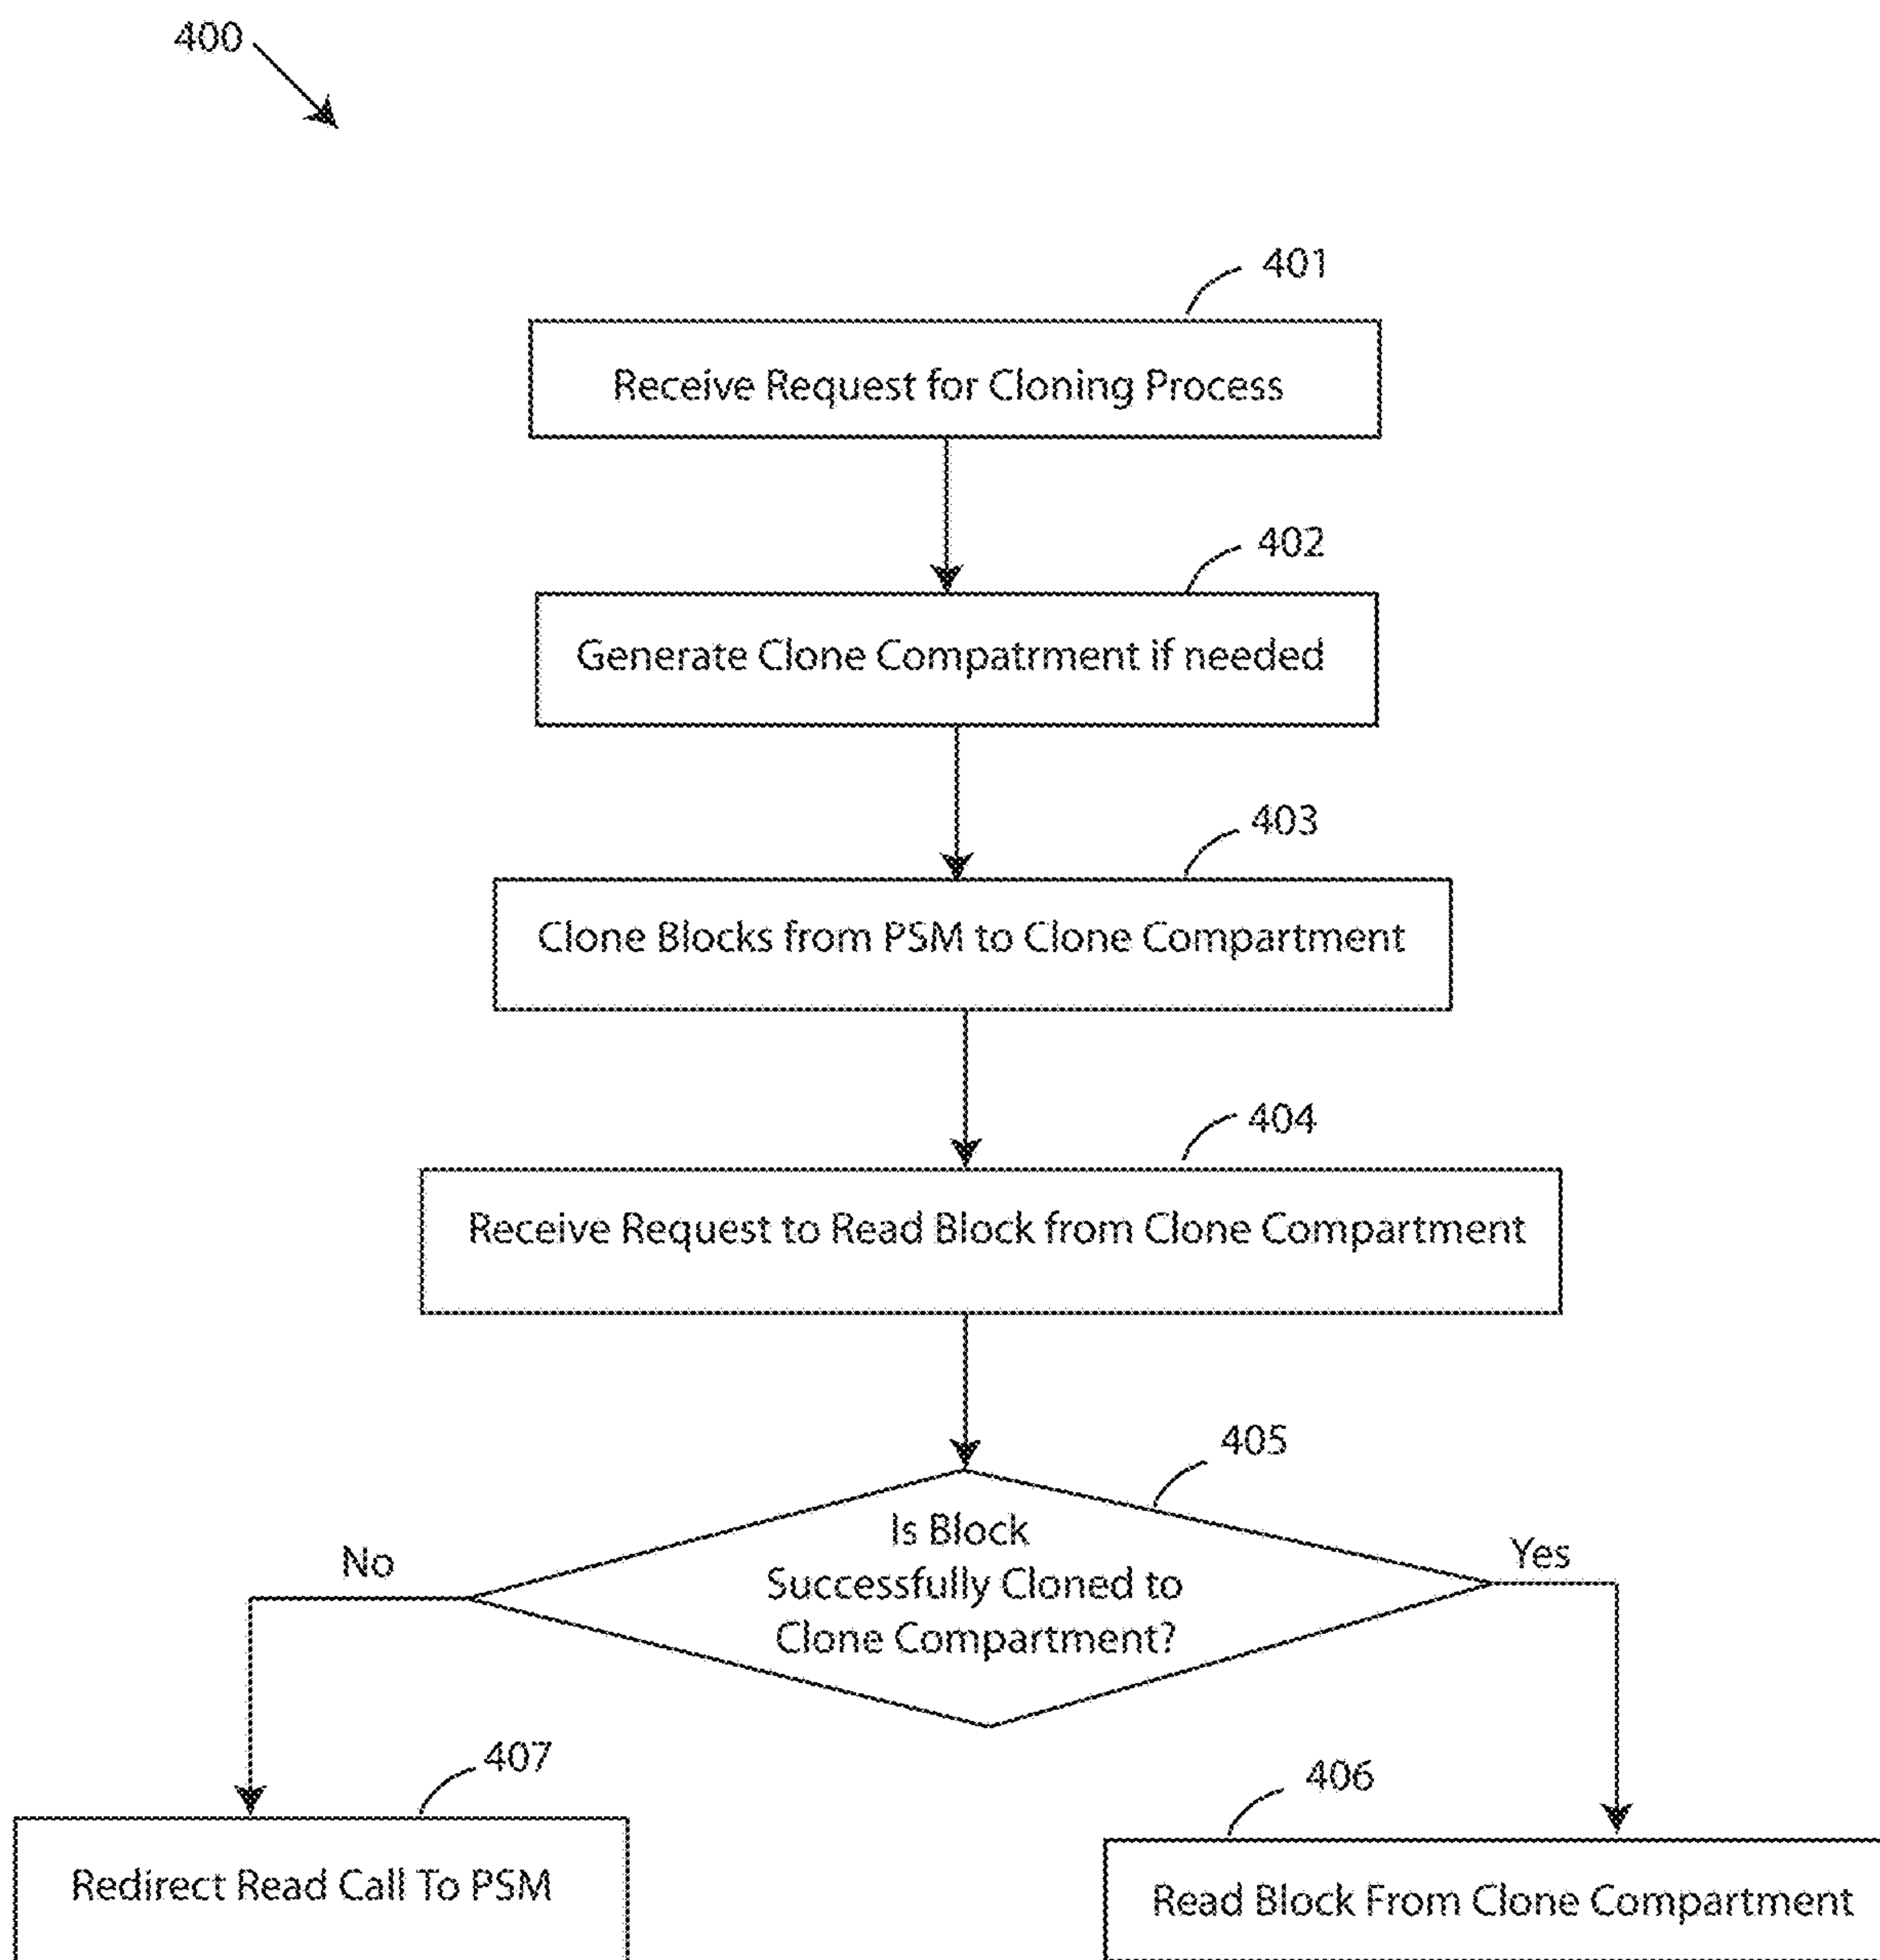 400
401
Receive Request for Cloning Process
402
Generate Clone Compatrment if needed
403
Clone Blocks from PSM to Clone Compartment
404
Receive Request to Read Block from Clone Compartment
405
Is Block
Successfully Cloned to
Clone Compartment?
No
Yes
407
Redirect Read Call To PSM
406
Read Block From Clone Compartment